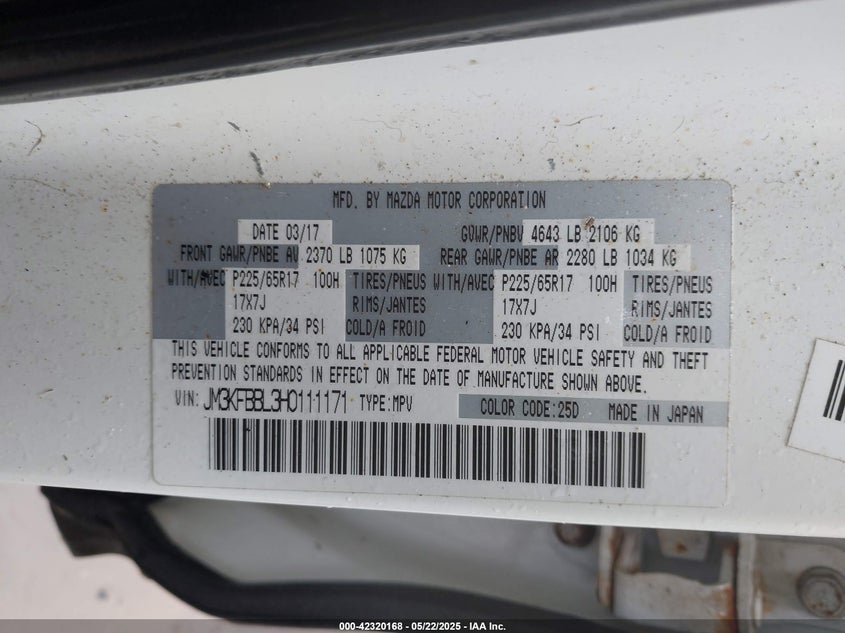 MFD. BY MAZDA MOTOR CORPORATION
DATE 03/17 GVWR/PNBV 4643 LB 2106 KG
FRONT GAWR/PNBE AV 2370 LB 1075 KG REAR GAWR/PNBE AR 2280 LB 1034 KG
WITH/AVEC P225/65R17 100H TIRES/PNEUS WITH/AVEC P225/65R17 100H TIRES/PNEUS
17X7J RIMS/JANTES 17X7J RIMS/JANTES
230 KPA/34 PSI COLD/A FROID 230 KPA/34 PSI COLD/A FROID
THIS VEHICLE CONFORMS TO ALL APPLICABLE FEDERAL MOTOR VEHICLE SAFETY AND THEFT
PREVENTION STANDARDS IN EFFECT ON THE DATE OF MANUFACTURE SHOWN ABOVE.
VIN: JM3KFBBL3H0111171 TYPE:MPV COLOR CODE:25D MADE IN JAPAN
000-42320168 - 05/22/2025 - IAA Inc.